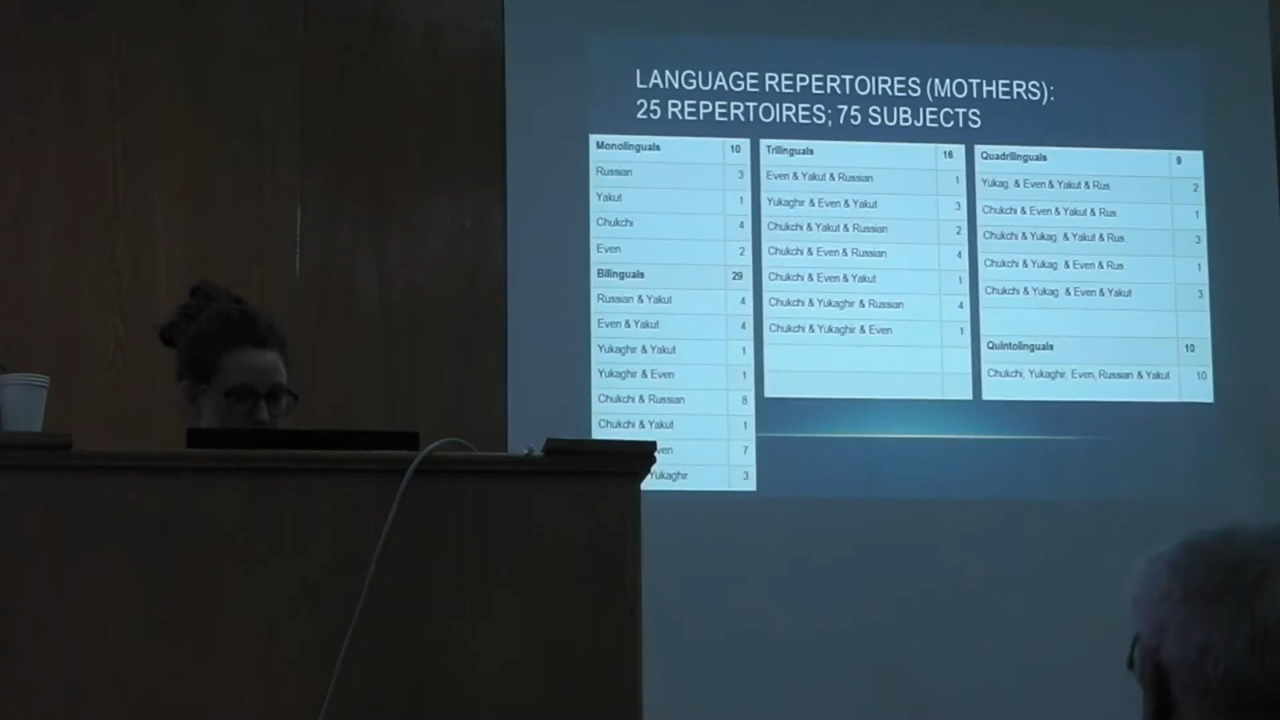 LANGUAGE REPERTOIRES (MOTHERS):
25 REPERTOIRES; 75 SUBJECTS
Monolinguals 10
Russian 3
Yakut 1
Chukchi 4
Even 2
Bilinguals 29
Russian & Yakut 4
Even & Yakut 4
Yukaghir & Yakut 1
Yukaghir & Even 1
Chukchi & Russian 8
Chukchi & Yakut 1
ven 7
Yukaghir 3
Trilinguals 16
Even & Yakut & Russian 1
Yukaghir & Even & Yakut 3
Chukchi & Yakut & Russian 2
Chukchi & Even & Russian 4
Chukchi & Even & Yakut 1
Chukchi & Yukaghir & Russian 4
Chukchi & Yukaghir & Even 1
Quadrilinguals 9
Yukag. & Even & Yakut & Rus. 2
Chukchi & Even & Yakut & Rus. 1
Chukchi & Yukag. & Yakut & Rus 3
Chukchi & Yukag. & Even & Rus 1
Chukchi & Yukag. & Even & Yakut 3
Quintolinguals 10
Chukchi, Yukaghir, Even, Russian & Yakut 10